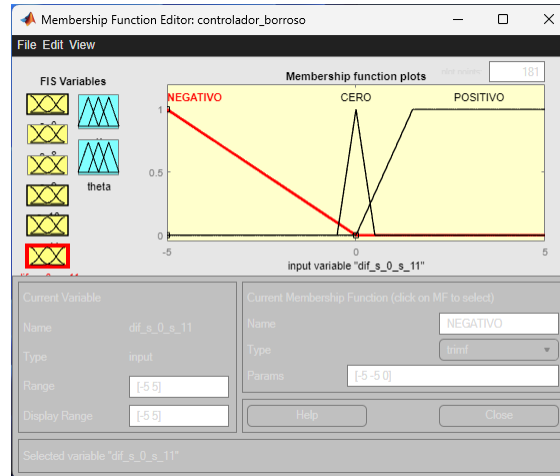 Membership Function Editor: controlador_borroso
File Edit View
FIS Variables
theta
dif_s_0_s_11
Membership function plots
181
NEGATIVO CERO POSITIVO
1
0.5
0
-5 0 5
input variable "dif_s_0_s_11"
Current Variable
Name dif_s_0_s_11
Type input
Range [-5 5]
Display Range [-5 5]
Current Membership Function (click on MF to select)
Name NEGATIVO
Type trimf
Params [-5 -5 0]
Help Close
Selected variable "dif_s_0_s_11"